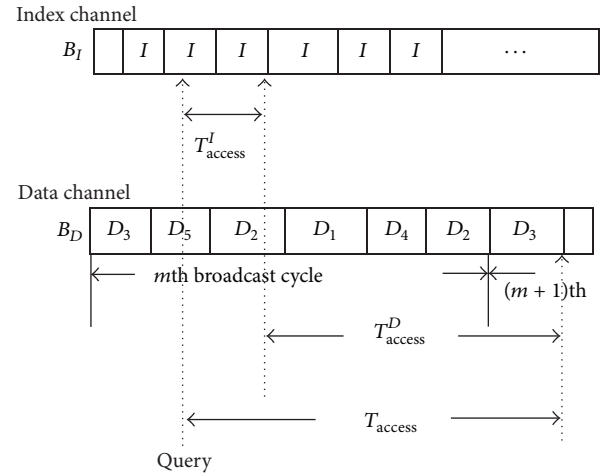 Index channel
B_I I I I I I I ···
T^I_access
Data channel
B_D D_3 D_5 D_2 D_1 D_4 D_2 D_3
mth broadcast cycle (m + 1)th
T^D_access
T_access
Query